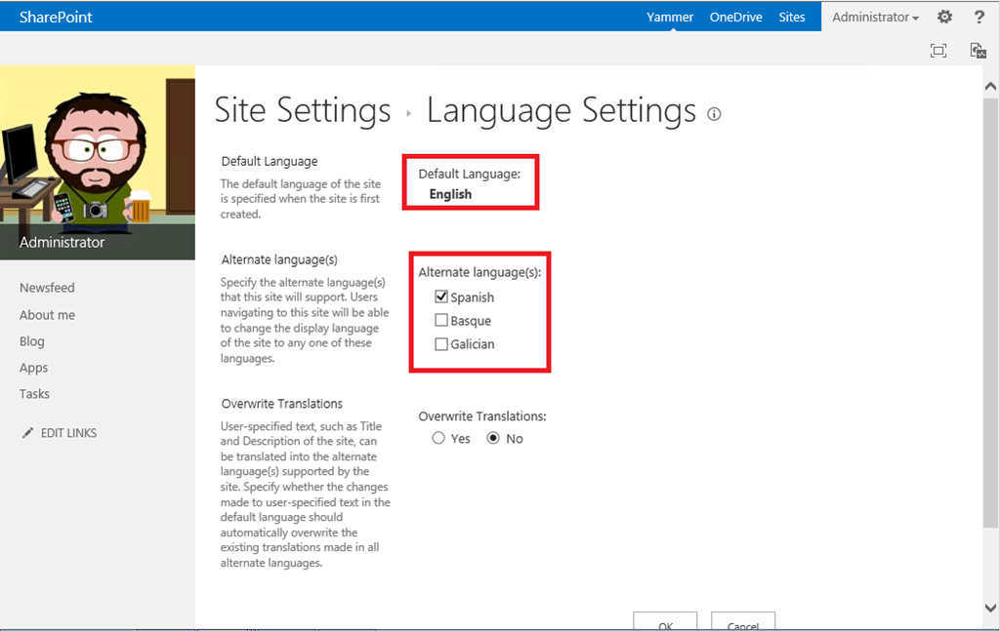 SharePoint
Yammer OneDrive Sites Administrator ?
Administrator
Newsfeed
About me
Blog
Apps
Tasks
EDIT LINKS
Site Settings Language Settings
Default Language
The default language of the site
is specified when the site is first
created.
Default Language:
English
Alternate language(s)
Specify the alternate language(s)
that this site will support. Users
navigating to this site will be able
to change the display language
of the site to any one of these
languages.
Alternate language(s):
Spanish
Basque
Galician
Overwrite Translations
User-specified text, such as Title
and Description of the site, can
be translated into the alternate
language(s) supported by the
site. Specify whether the changes
made to user-specified text in the
default language should
automatically overwrite the
existing translations made in all
alternate languages.
Overwrite Translations:
Yes No
OK Cancel